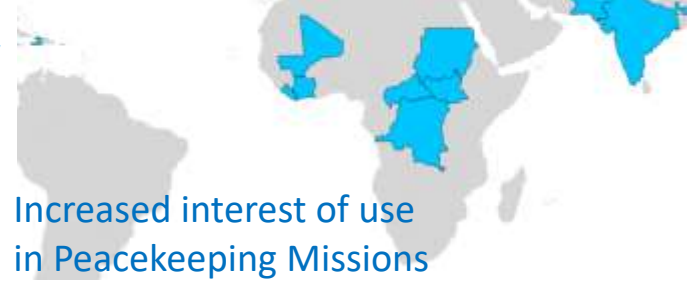 Increased interest of use
in Peacekeeping Missions